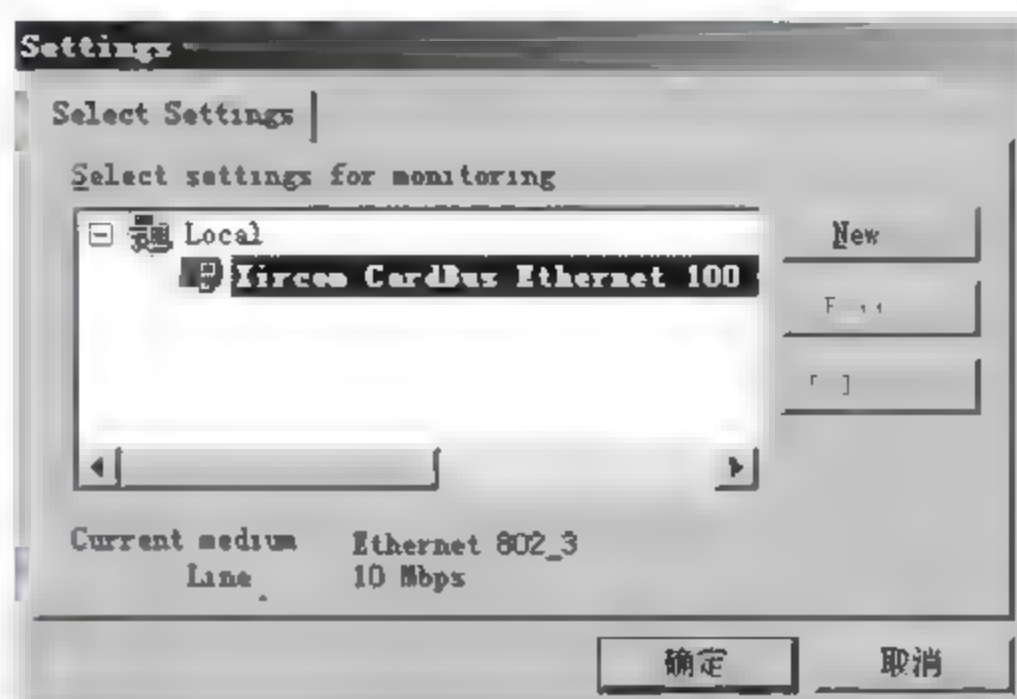 Settings
Select Settings
Select settings for monitoring
Local
New
Xircom CardBus Ethernet 100
Current medium Ethernet 802_3
Line 10 Mbps
确定 取消